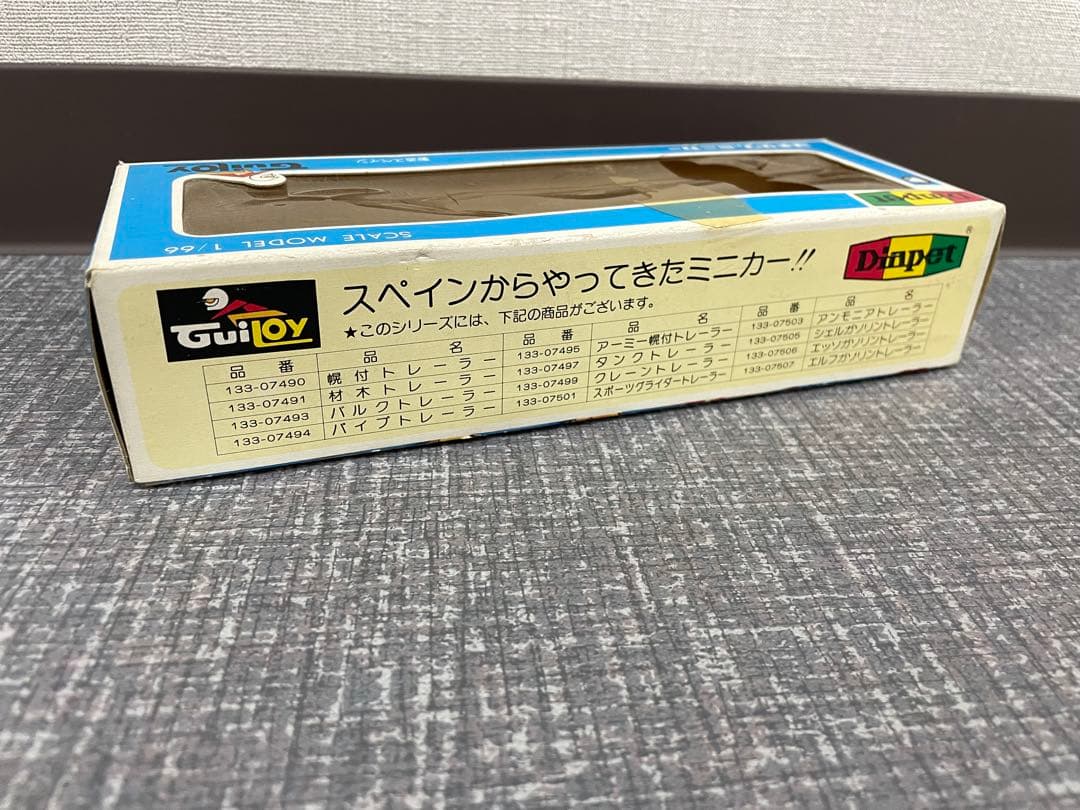 GUILOY
製造スペイン
SCALE MODEL 1/66
Diapet
GuiLOY
スペインからやってきたミニカー!!
Diapet®
★このシリーズには、下記の商品がございます。
品番 品名
133-07490 幌付トレーラー
133-07491 材木トレーラー
133-07493 バルクトレーラー
133-07494 パイプトレーラー
品番 品名
133-07495 アーミー幌付トレーラー
133-07497 タンクトレーラー
133-07499 クレーントレーラー
133-07501 スポーツグライダートレーラー
品番 品名
133-07503 アンモニアトレーラー
133-07505 シェルガソリントレーラー
133-07506 エッソガソリントレーラー
133-07507 エルフガソリントレーラー